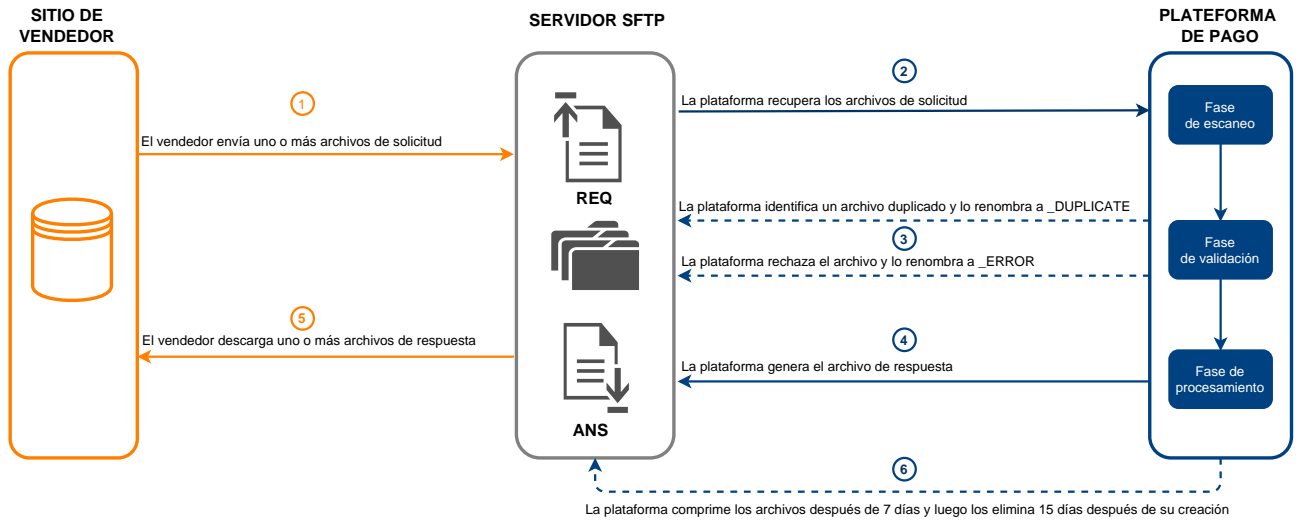 SITIO DE
VENDEDOR
SERVIDOR SFTP
PLATEFORMA
DE PAGO
1
El vendedor envía uno o más archivos de solicitud
2
La plataforma recupera los archivos de solicitud
Fase
de escaneo
REQ
La plataforma identifica un archivo duplicado y lo renombra a _DUPLICATE
3
La plataforma rechaza el archivo y lo renombra a _ERROR
Fase
de validación
5
El vendedor descarga uno o más archivos de respuesta
4
La plataforma genera el archivo de respuesta
Fase de
procesamiento
ANS
6
La plataforma comprime los archivos después de 7 días y luego los elimina 15 días después de su creación